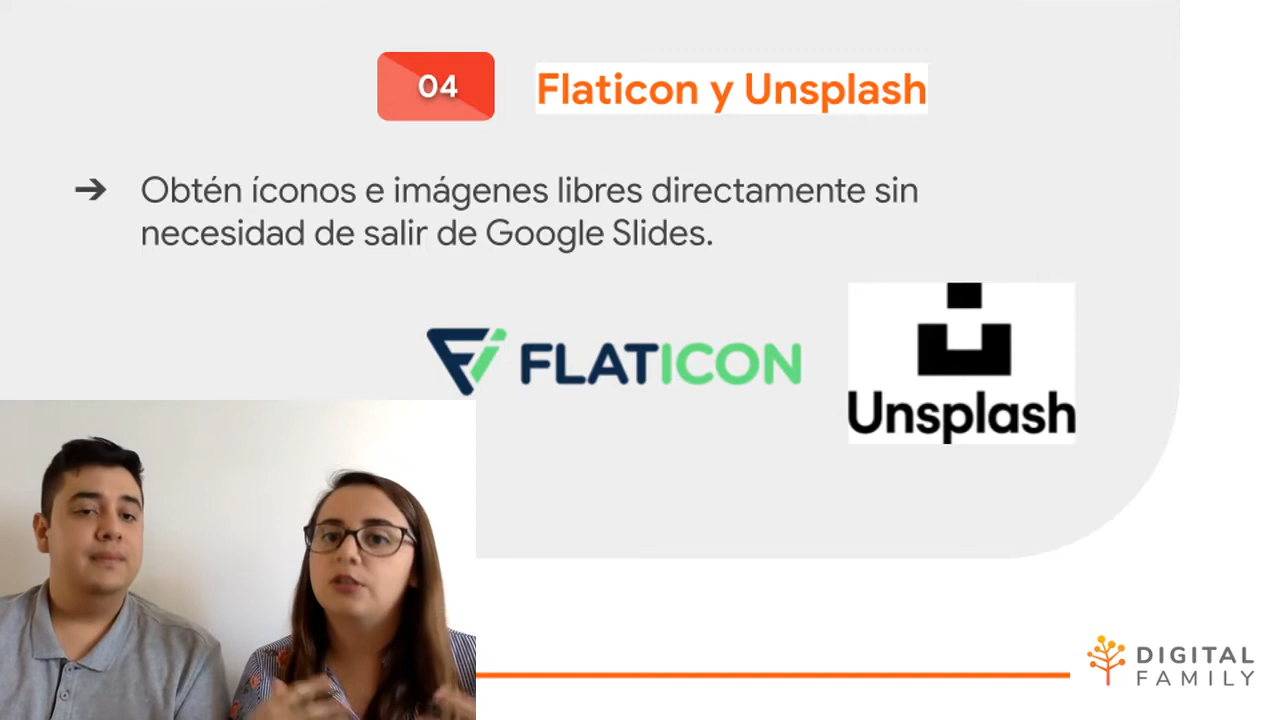 04
Flaticon y Unsplash
➔ Obtén íconos e imágenes libres directamente sin
necesidad de salir de Google Slides.
FLATICON
Unsplash
DIGITAL
FAMILY